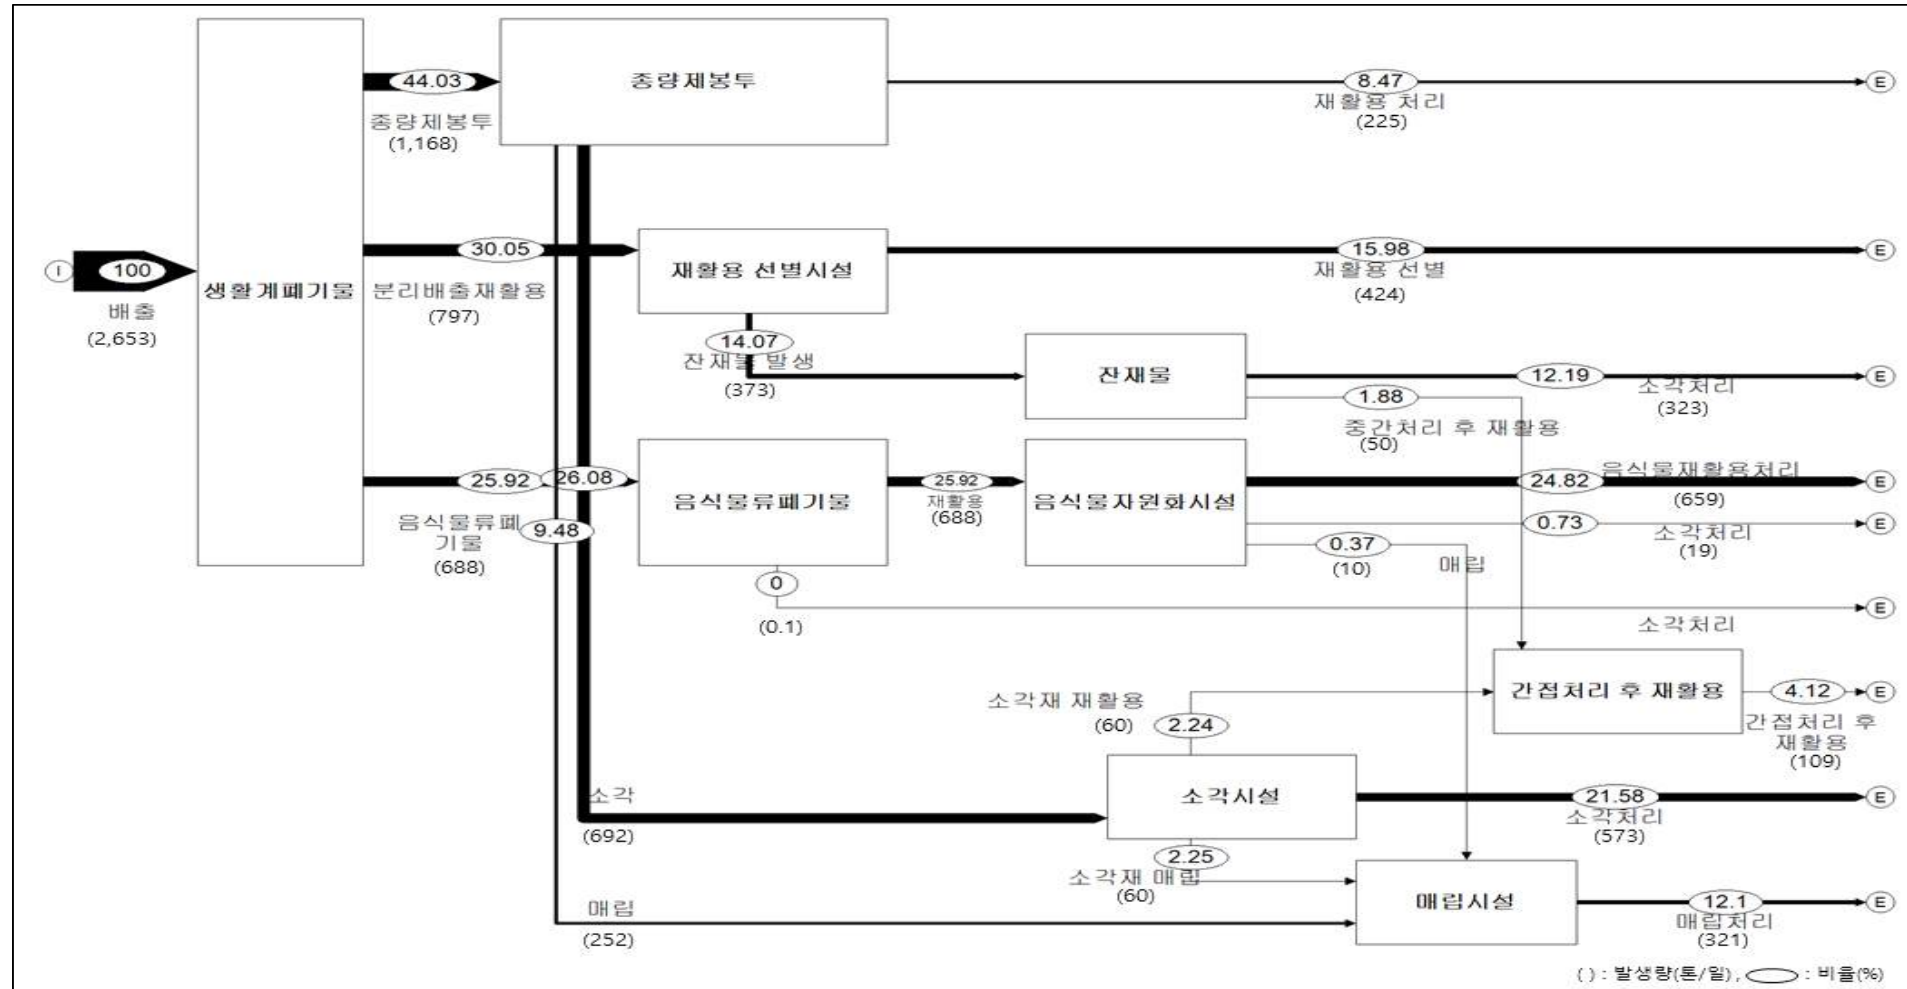 44.03
종량제봉투
8.47
종량제봉투
(1,168)
재활용 처리
(225)
I
100
배출
(2,653)
생활계폐기물
30.05
분리배출재활용
(797)
재활용 선별시설
15.98
재활용 선별
(424)
14.07
잔재물 발생
(373)
잔재물
12.19
소각처리
(323)
1.88
중간처리 후 재활용
(50)
25.92
26.08
음식물류폐
기물
(688)
9.48
음식물류폐기물
25.92
재활용
(688)
음식물자원화시설
음식물재활용처리
24.82
(659)
0.73
소각처리
(19)
0.37
(10)
매립
0
(0.1)
소각처리
소각재 재활용
(60)
2.24
간접처리 후 재활용
4.12
간접처리 후
재활용
(109)
소각
(692)
소각시설
21.58
소각처리
(573)
2.25
소각재 매립
(60)
매립
(252)
매립시설
12.1
매립처리
(321)
E
E
E
E
E
E
E
E
E
( ) : 발생량(톤/일), : 비율(%)